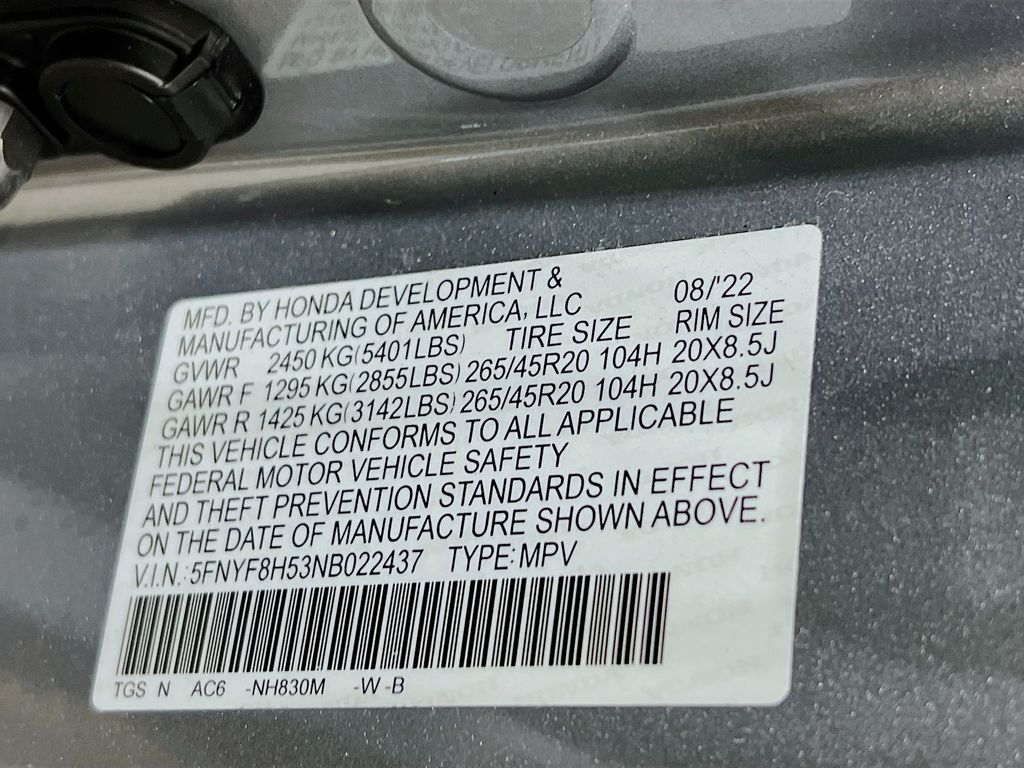 MFD. BY HONDA DEVELOPMENT &
MANUFACTURING OF AMERICA, LLC 08/'22
GVWR 2450 KG(5401LBS) TIRE SIZE RIM SIZE
GAWR F 1295 KG(2855LBS) 265/45R20 104H 20X8.5J
GAWR R 1425 KG(3142LBS) 265/45R20 104H 20X8.5J
THIS VEHICLE CONFORMS TO ALL APPLICABLE
FEDERAL MOTOR VEHICLE SAFETY
AND THEFT PREVENTION STANDARDS IN EFFECT
ON THE DATE OF MANUFACTURE SHOWN ABOVE.
V.I.N.: 5FNYF8H53NB022437 TYPE: MPV
TGS N AC6 -NH830M -W -B